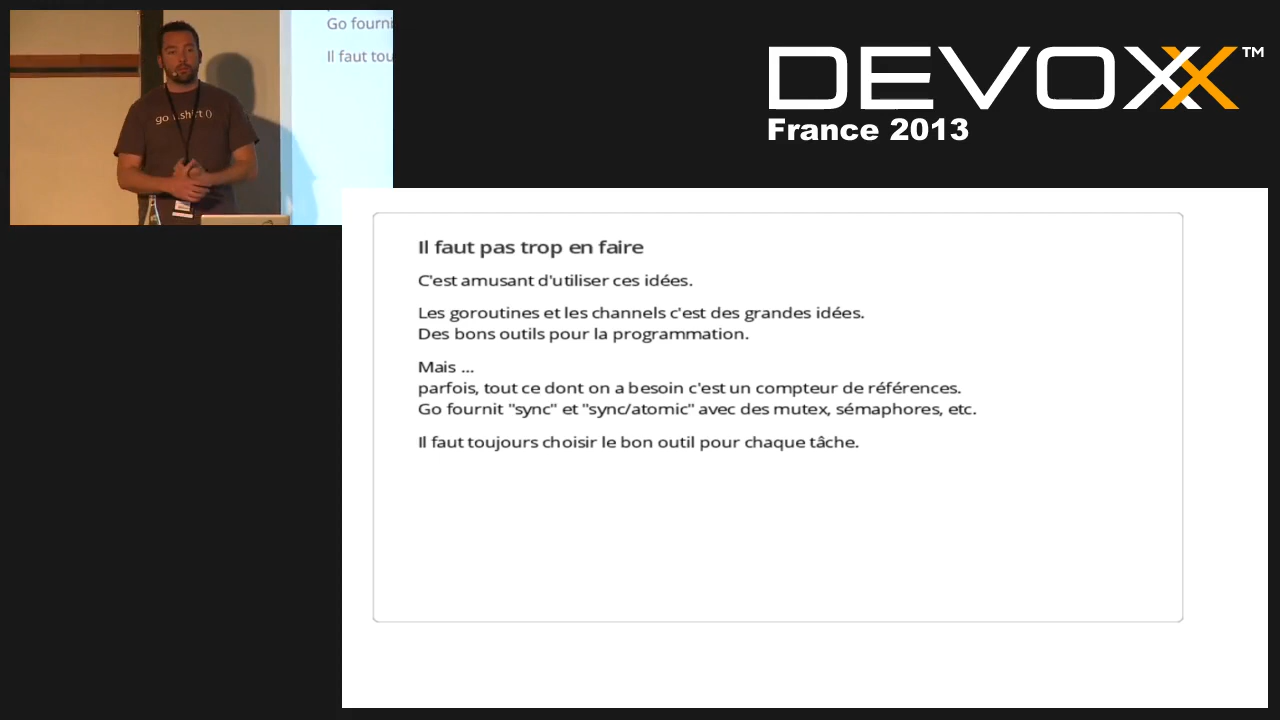 Go fourni
Il faut tou
go t.shirt ()
DEVOXX™
France 2013
Il faut pas trop en faire
C'est amusant d'utiliser ces idées.
Les goroutines et les channels c'est des grandes idées.
Des bons outils pour la programmation.
Mais ...
parfois, tout ce dont on a besoin c'est un compteur de références.
Go fournit "sync" et "sync/atomic" avec des mutex, sémaphores, etc.
Il faut toujours choisir le bon outil pour chaque tâche.